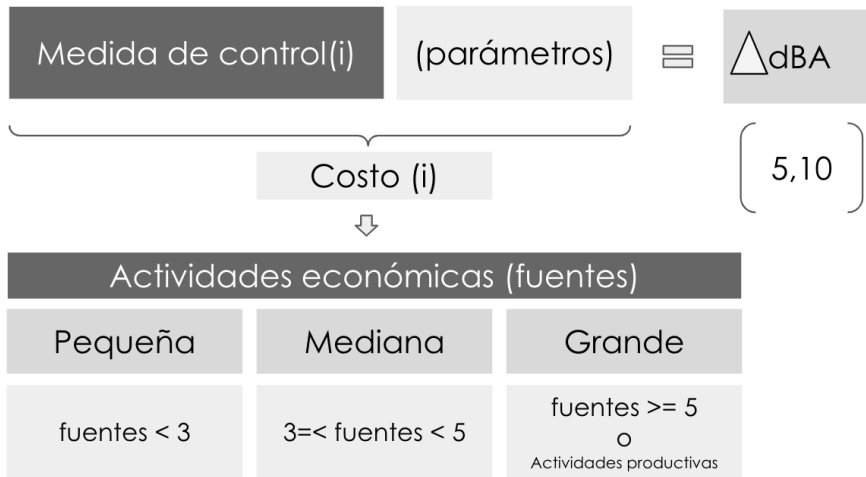 Medida de control(i) (parámetros) = △dBA
5,10
Costo (i)
Actividades económicas (fuentes)
Pequeña Mediana Grande
fuentes < 3 3=< fuentes < 5 fuentes >= 5
o
Actividades productivas